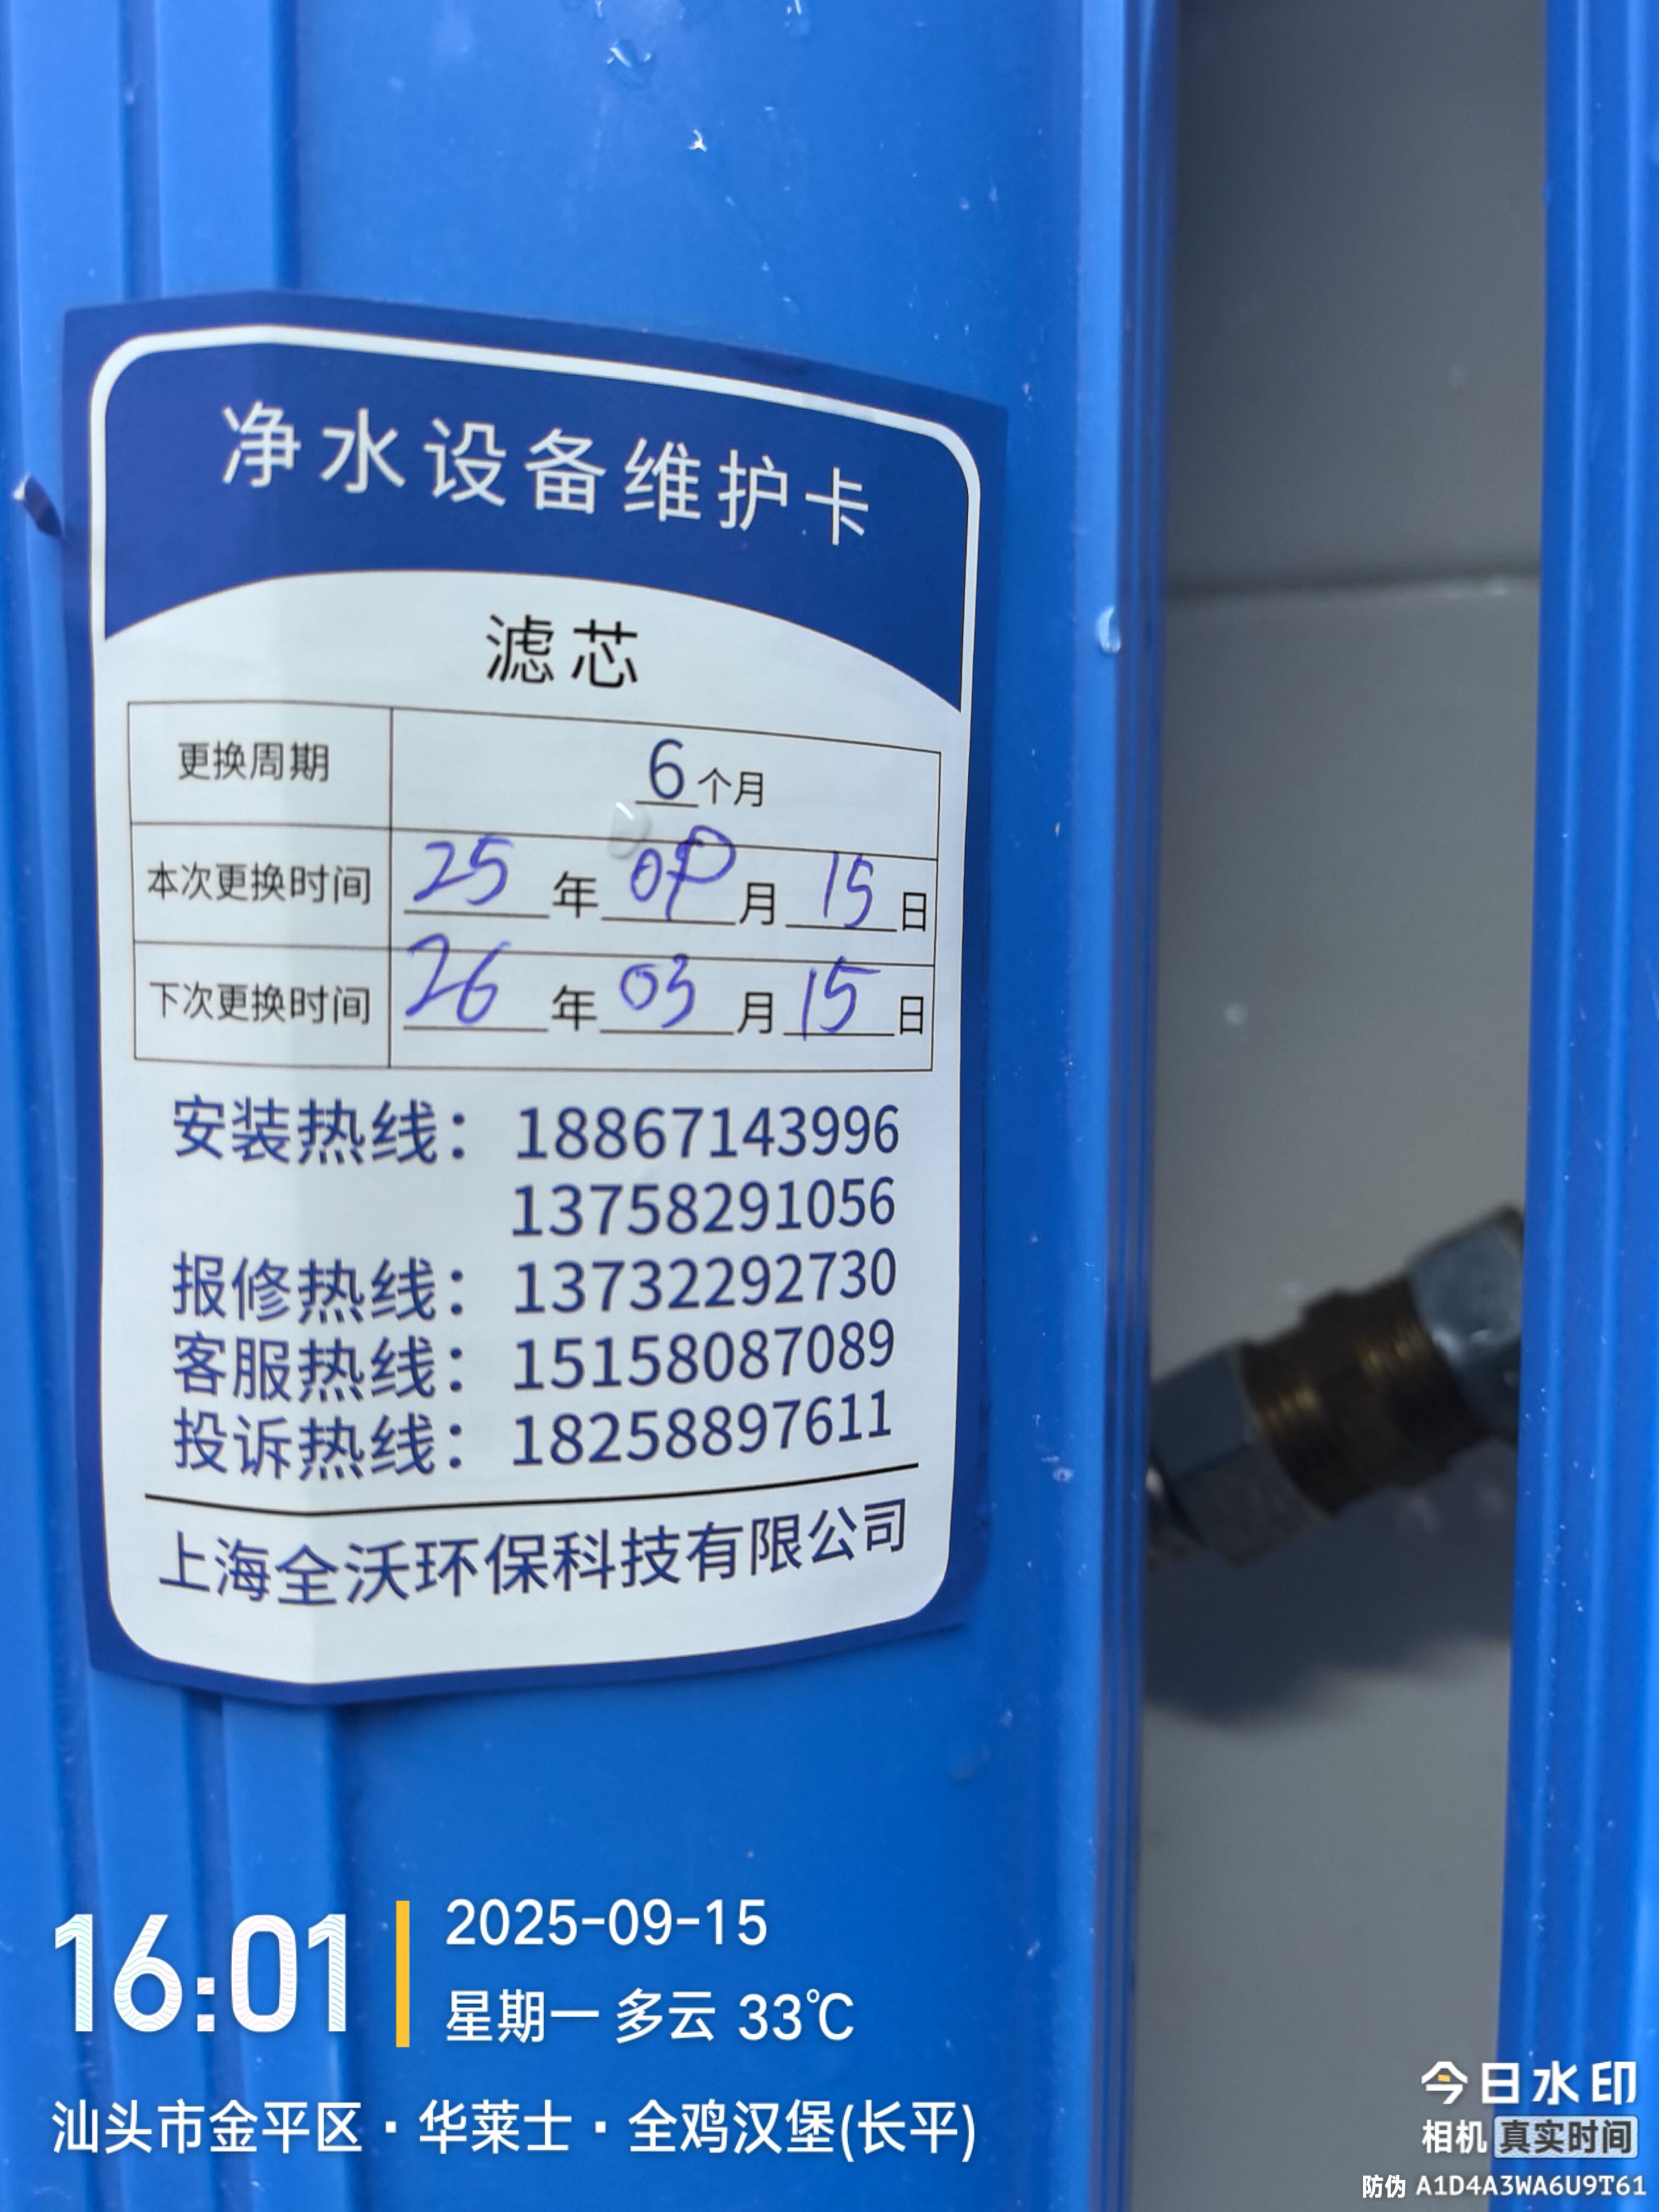 净水设备维护卡
滤芯
更换周期 6个月
本次更换时间 25年09月15日
下次更换时间 26年03月15日
安装热线：18867143996
13758291056
报修热线：13732292730
客服热线：15158087089
投诉热线：18258897611
上海全沃环保科技有限公司
16:01
2025-09-15
星期一 多云 33℃
汕头市金平区·华莱士·全鸡汉堡(长平)
今日水印
相机 真实时间
防伪 A1D4A3WA6U9T61